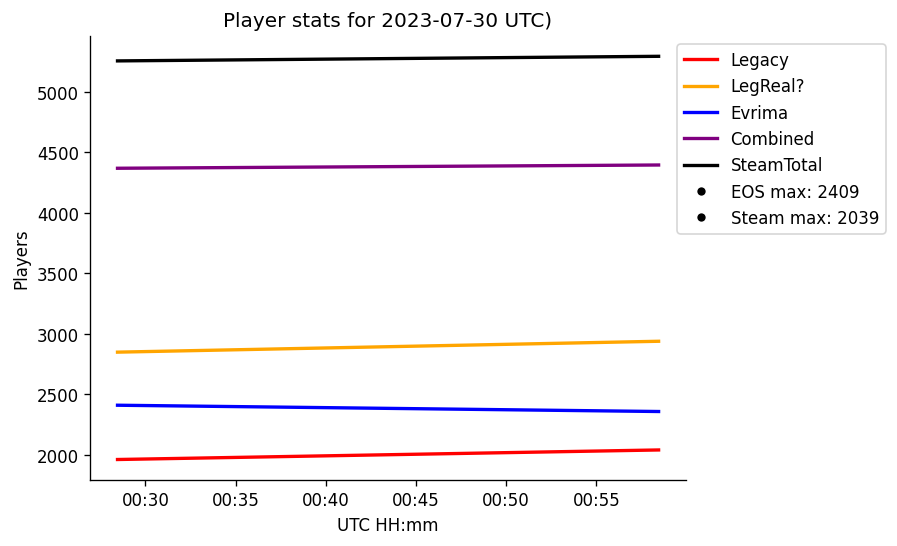 Player stats for 2023-07-30 UTC)
Legacy
LegReal?
Evrima
Combined
SteamTotal
EOS max: 2409
Steam max: 2039
Players
5000
4500
4000
3500
3000
2500
2000
00:30 00:35 00:40 00:45 00:50 00:55
UTC HH:mm